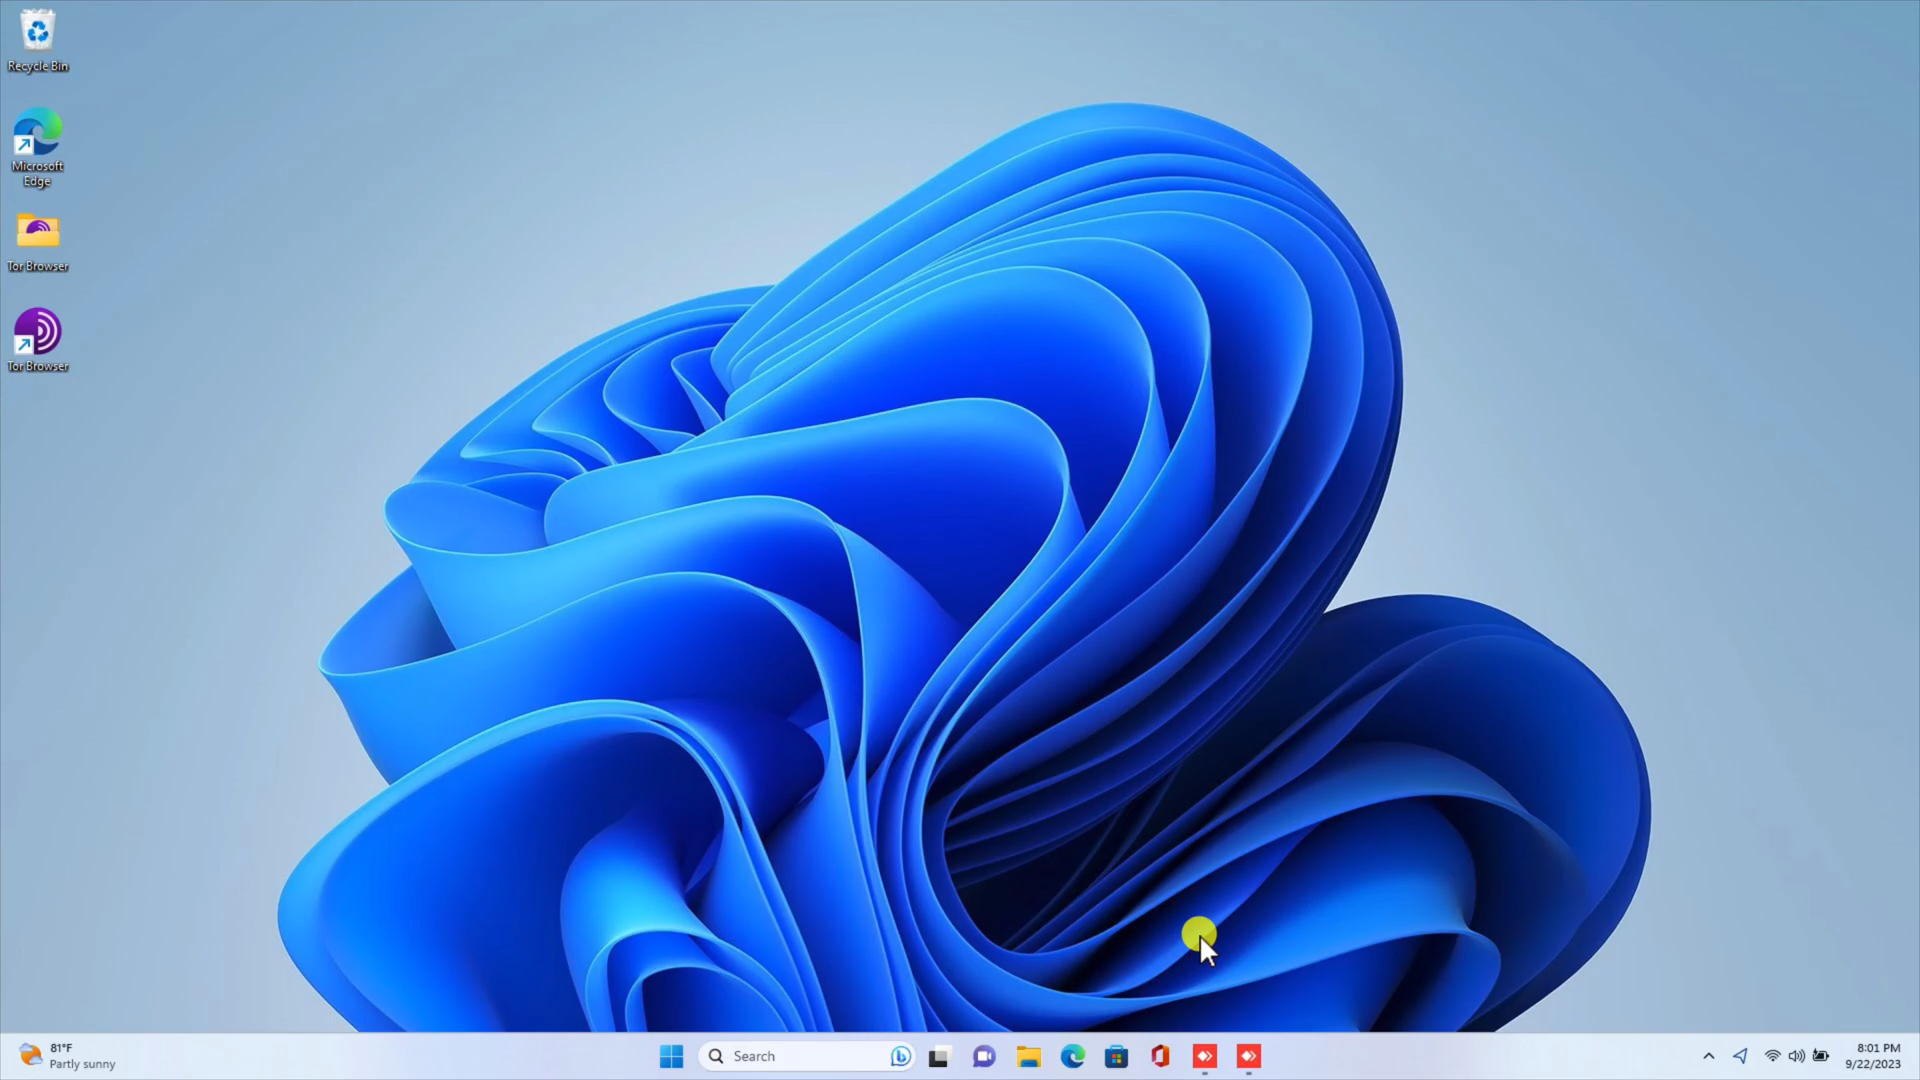 Recycle Bin
Microsoft
Edge
Tor Browser
Tor Browser
81°F
Partly sunny
Search
8:01 PM
9/22/2023